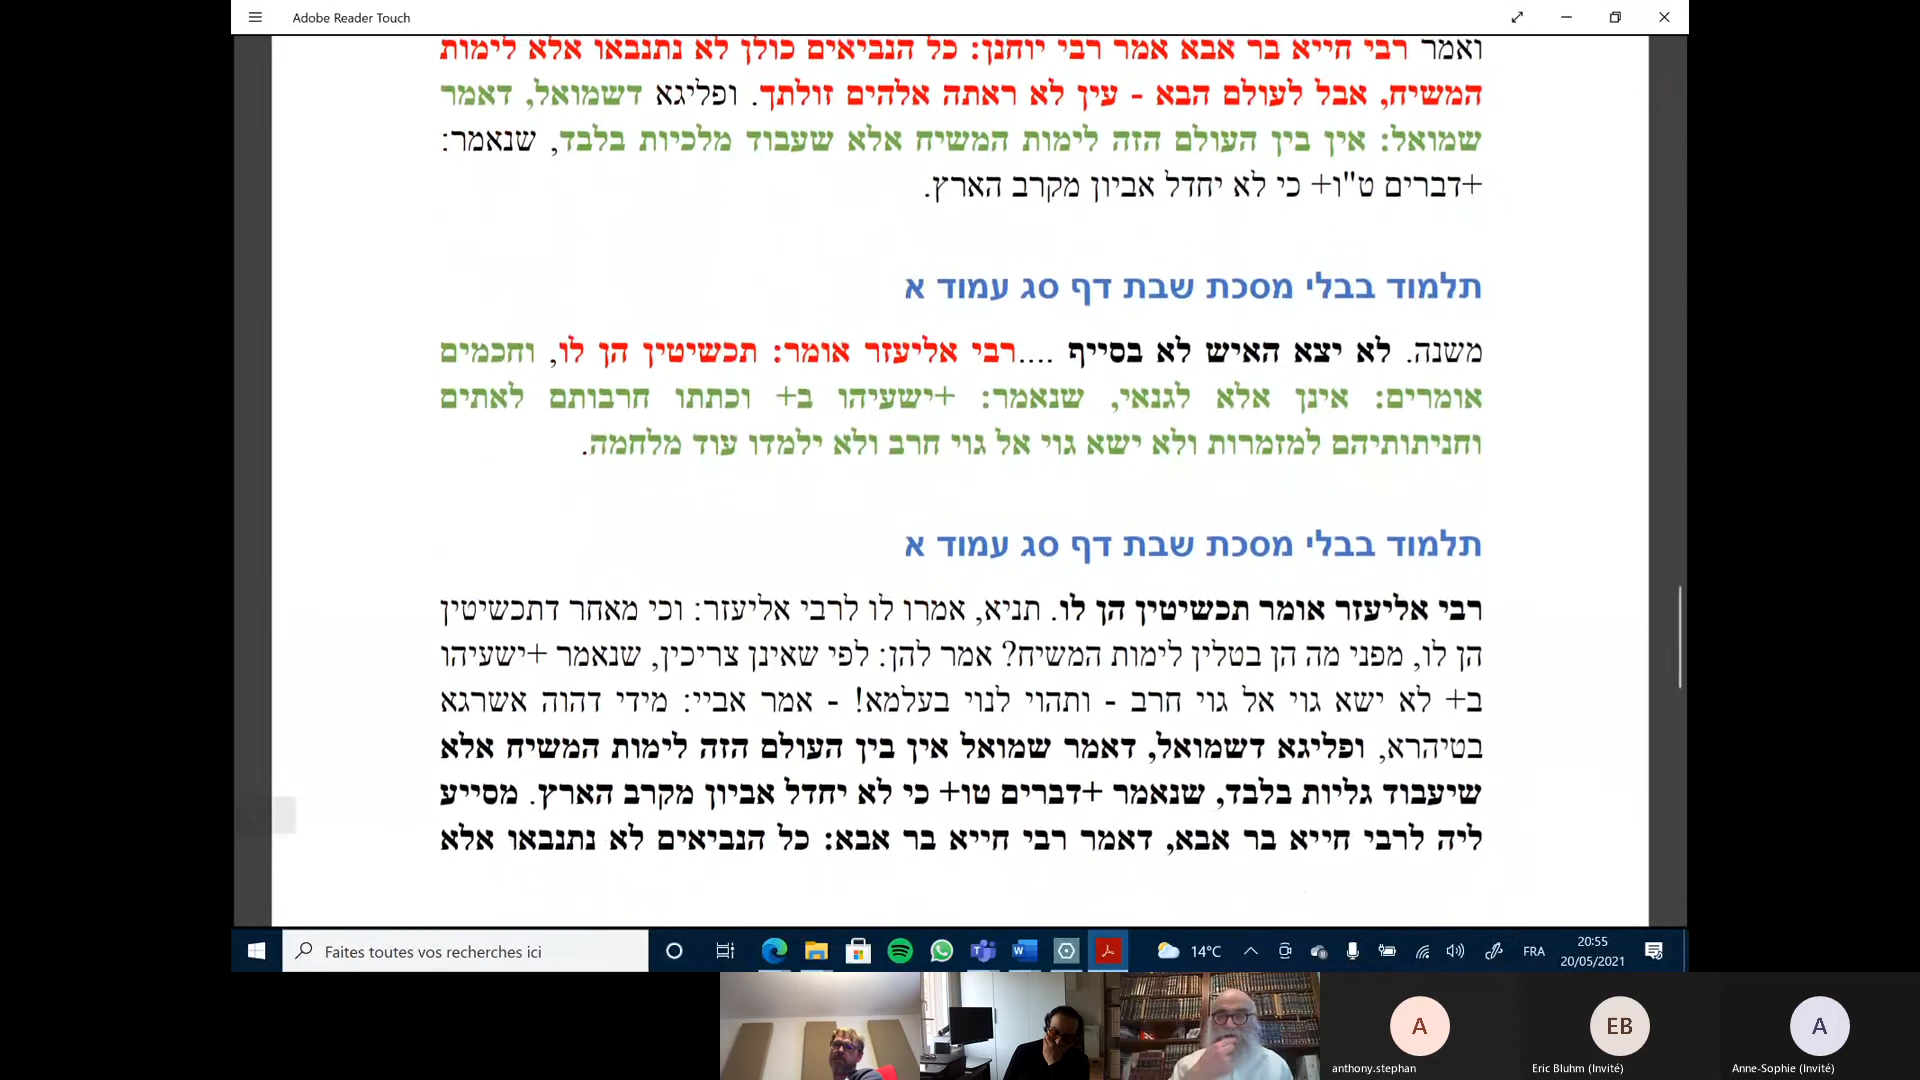 Adobe Reader Touch
ואמר רבי חייא בר אבא אמר רבי יוחנן: כל הנביאים כולן לא נתנבאו אלא לימות
המשיח, אבל לעולם הבא - עין לא ראתה אלהים זולתך. ופליגא דשמואל, דאמר
שמואל: אין בין העולם הזה לימות המשיח אלא שעבוד מלכיות בלבד, שנאמר:
+דברים ט"ו+ כי לא יחדל אביון מקרב הארץ.
תלמוד בבלי מסכת שבת דף סג עמוד א
משנה. לא יצא האיש לא בסייף ....רבי אליעזר אומר: תכשיטין הן לו, וחכמים
אומרים: אינן אלא לגנאי, שנאמר: +ישעיהו ב+ וכתתו חרבותם לאתים
וחניתותיהם למזמרות ולא ישא גוי אל גוי חרב ולא ילמדו עוד מלחמה.
תלמוד בבלי מסכת שבת דף סג עמוד א
רבי אליעזר אומר תכשיטין הן לו. תניא, אמרו לו לרבי אליעזר: וכי מאחר דתכשיטין
הן לו, מפני מה הן בטלין לימות המשיח? אמר להן: לפי שאינן צריכין, שנאמר +ישעיהו
ב+ לא ישא גוי אל גוי חרב - ותהוי לנוי בעלמא! - אמר אביי: מידי דהוה אשרגא
בטיהרא, ופליגא דשמואל, דאמר שמואל אין בין העולם הזה לימות המשיח אלא
שיעבוד גליות בלבד, שנאמר +דברים טו+ כי לא יחדל אביון מקרב הארץ. מסייע
ליה לרבי חייא בר אבא, דאמר רבי חייא בר אבא: כל הנביאים לא נתנבאו אלא
Faites toutes vos recherches ici
14°C
FRA
20:55
20/05/2021
A
EB
A
anthony.stephan
Eric Bluhm (Invité)
Anne-Sophie (Invité)